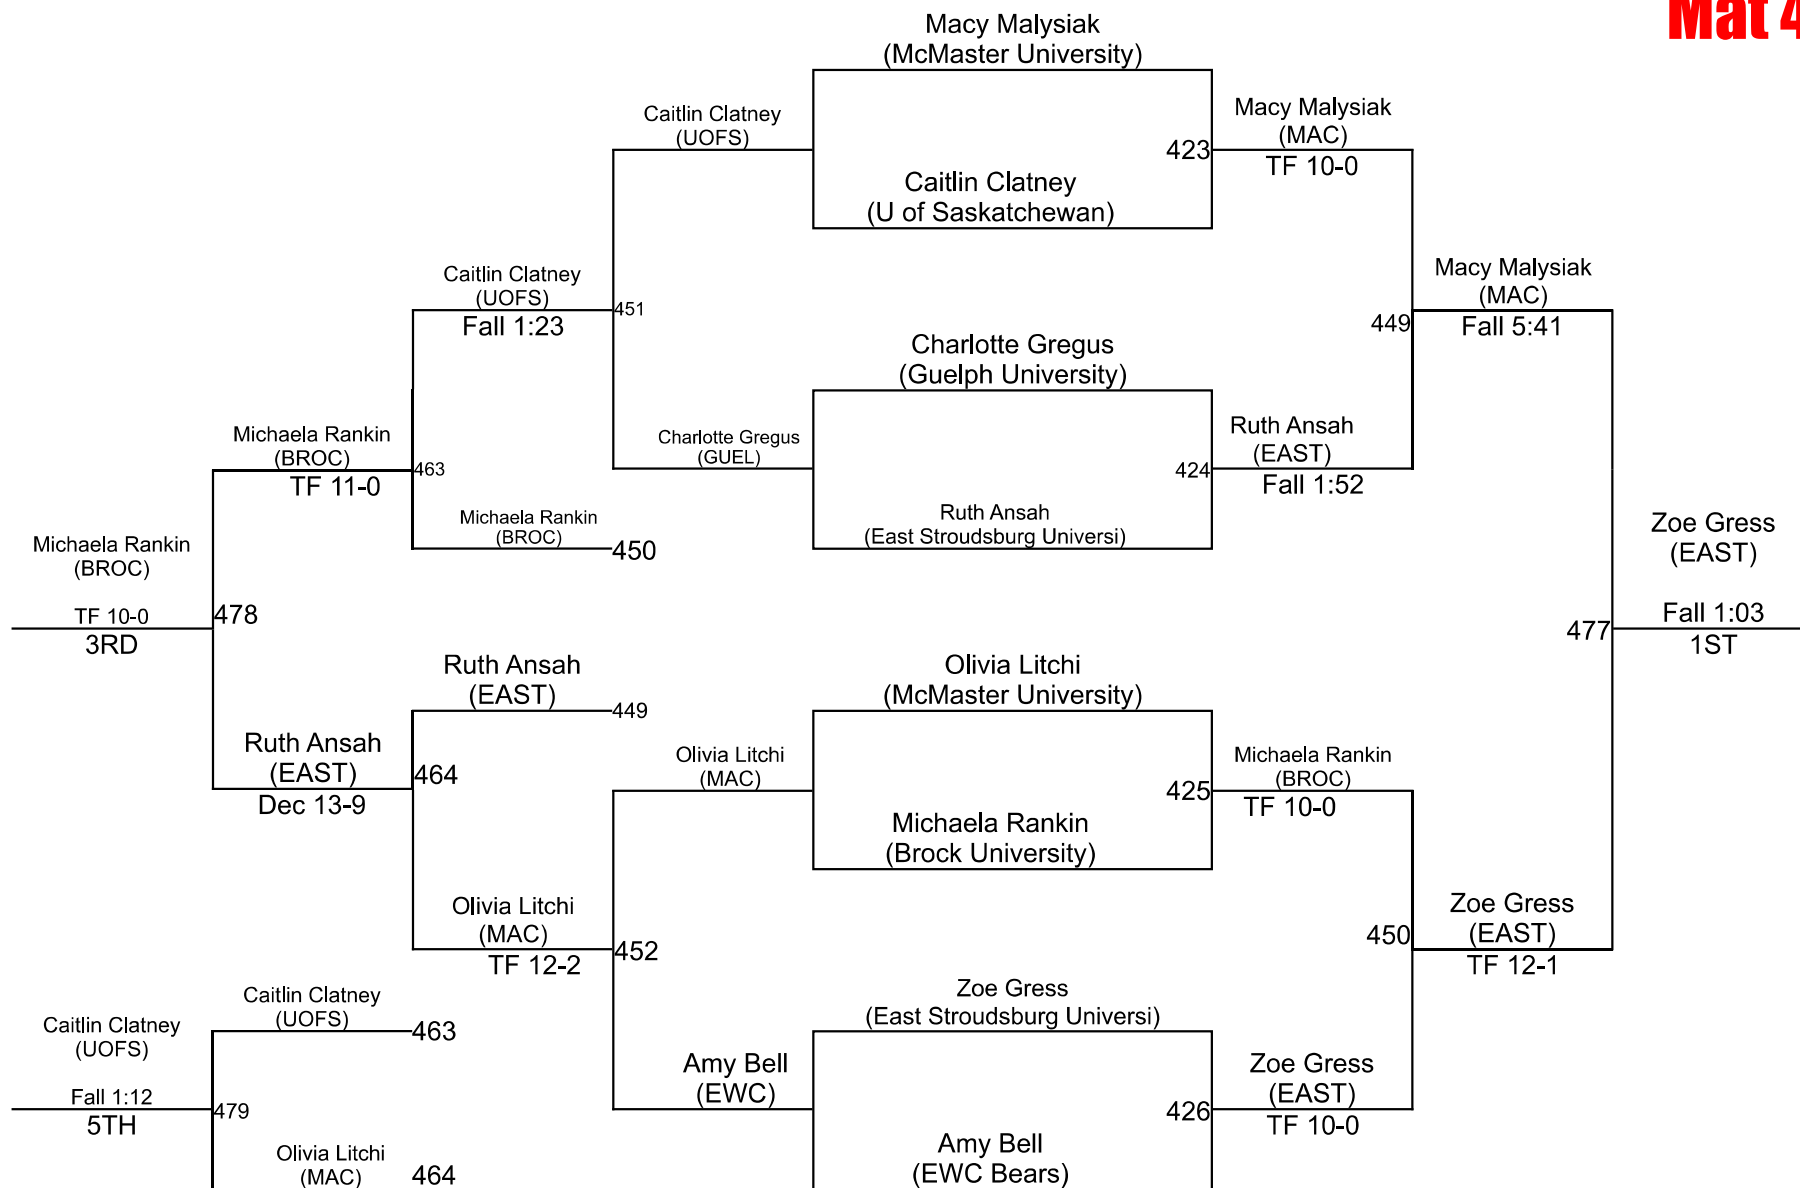 Mat 4
Macy Malysiak
(McMaster University)
Caitlin Clatney
(UOFS)
Macy Malysiak
(MAC)
423
TF 10-0
Caitlin Clatney
(U of Saskatchewan)
Caitlin Clatney
(UOFS)
451
Fall 1:23
Macy Malysiak
(MAC)
449
Fall 5:41
Charlotte Gregus
(Guelph University)
Michaela Rankin
(BROC)
463
TF 11-0
Charlotte Gregus
(GUEL)
Ruth Ansah
(EAST)
424
Fall 1:52
Michaela Rankin
(BROC)
450
Ruth Ansah
(East Stroudsburg Universi)
Michaela Rankin
(BROC)
TF 10-0
3RD
478
Zoe Gress
(EAST)
477
Fall 1:03
1ST
Ruth Ansah
(EAST)
449
Olivia Litchi
(McMaster University)
Ruth Ansah
(EAST)
464
Dec 13-9
Olivia Litchi
(MAC)
Michaela Rankin
(BROC)
425
TF 10-0
Michaela Rankin
(Brock University)
Olivia Litchi
(MAC)
452
TF 12-2
Zoe Gress
(EAST)
450
TF 12-1
Zoe Gress
(East Stroudsburg Universi)
Caitlin Clatney
(UOFS)
463
Caitlin Clatney
(UOFS)
Fall 1:12
5TH
479
Amy Bell
(EWC)
Zoe Gress
(EAST)
426
TF 10-0
Olivia Litchi
(MAC)
464
Amy Bell
(EWC Bears)